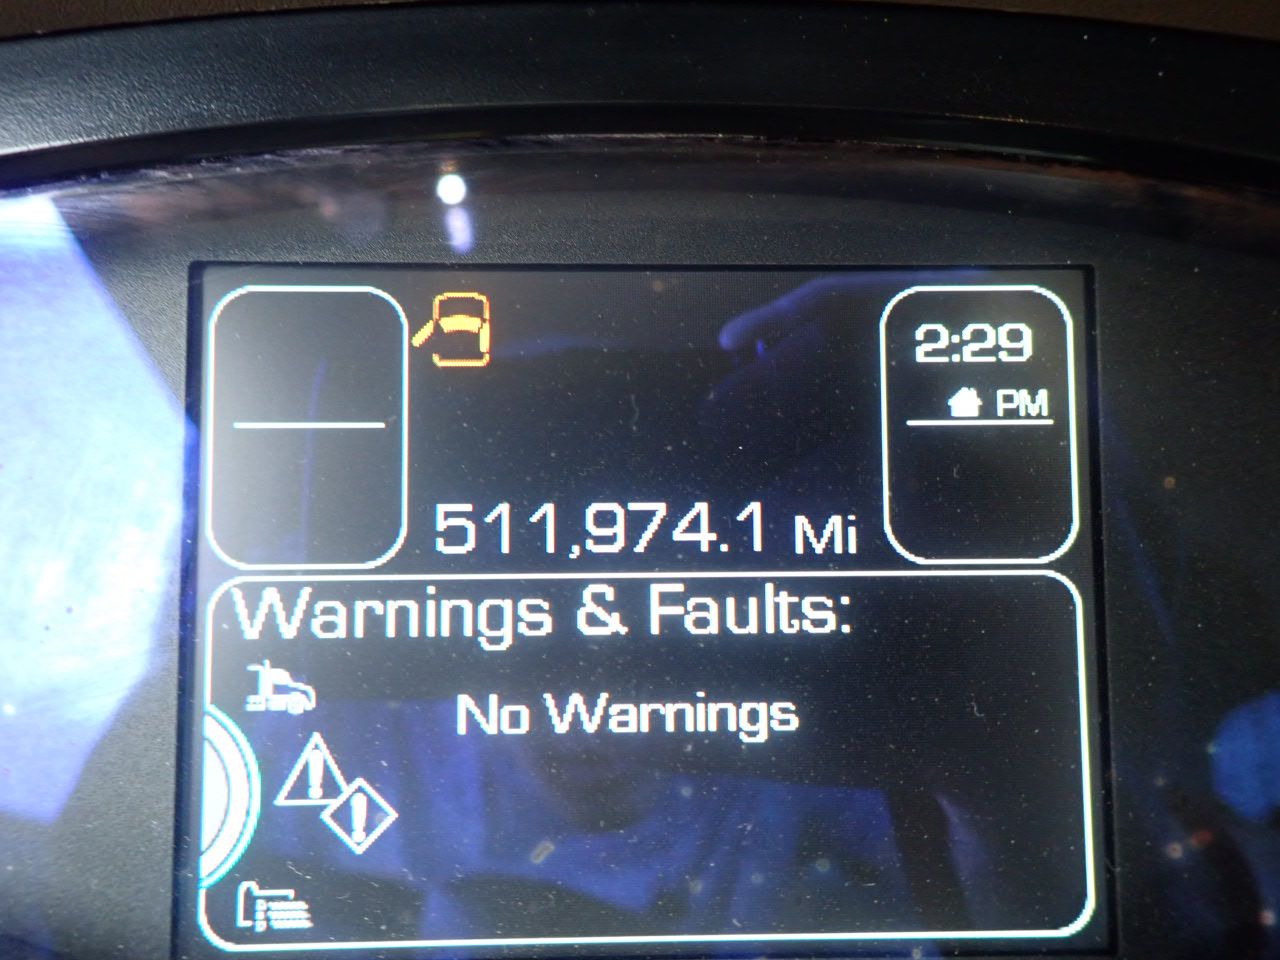 2:29
PM
511,974.1 Mi
Warnings & Faults:
No Warnings